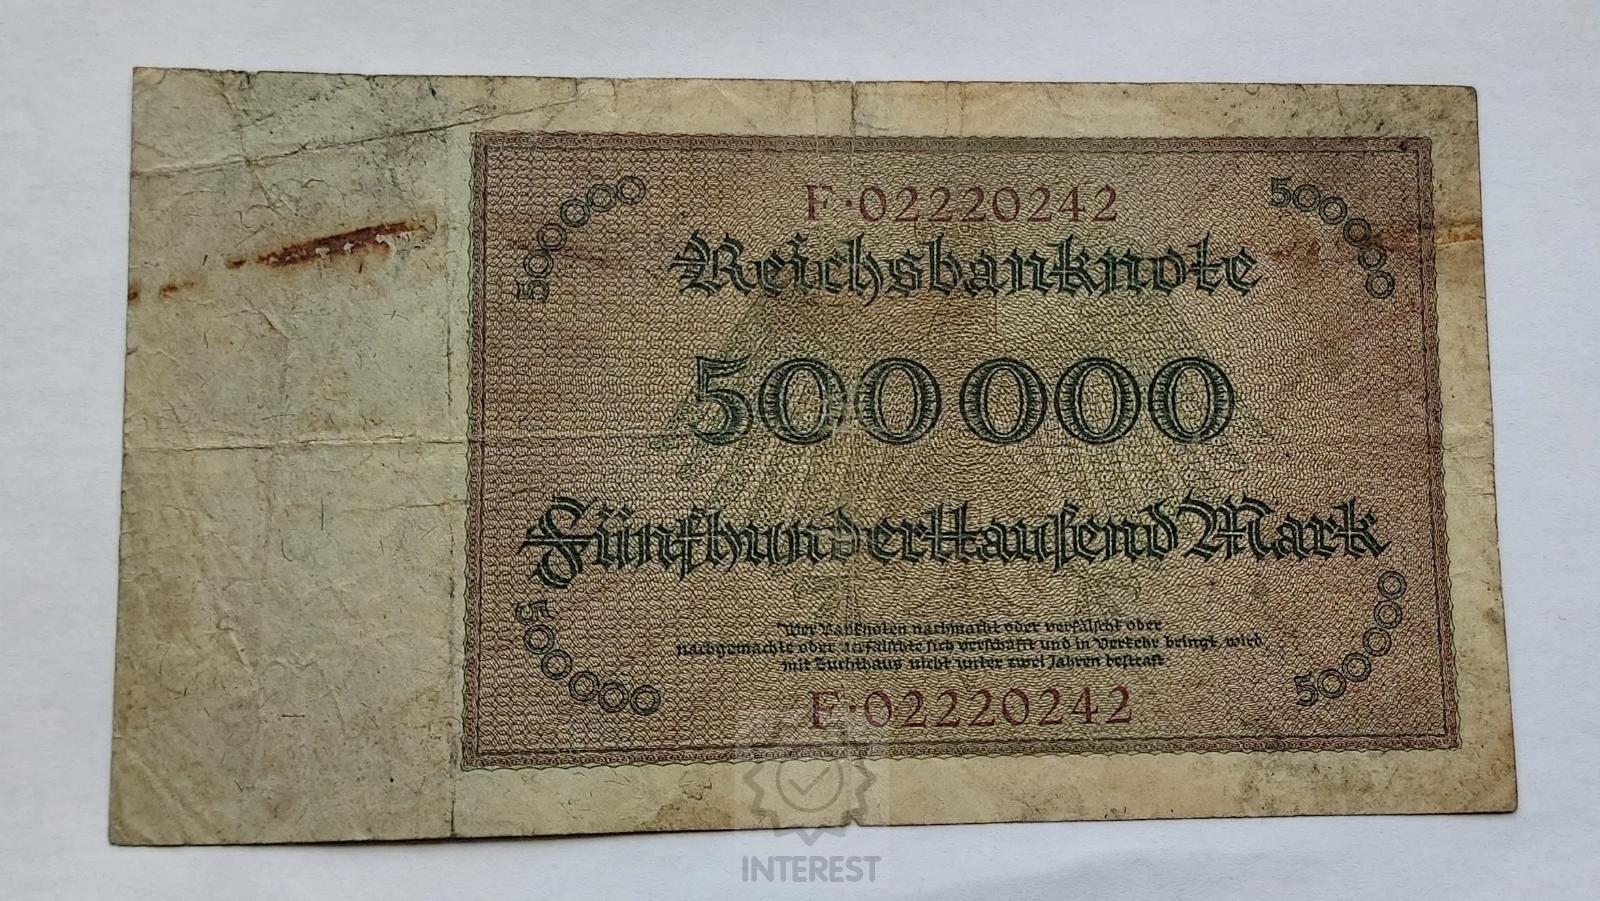 500000
500000
F·02220242
Reichsbanknote
500000
Fünfhunderttausend Mark
Wer Banknoten nachmacht oder verfälscht oder
nachgemachte oder verfälschte sich verschafft und in Verkehr bringt, wird
mit Zuchthaus nicht unter zwei Jahren bestraft
500000
500000
F·02220242
INTEREST